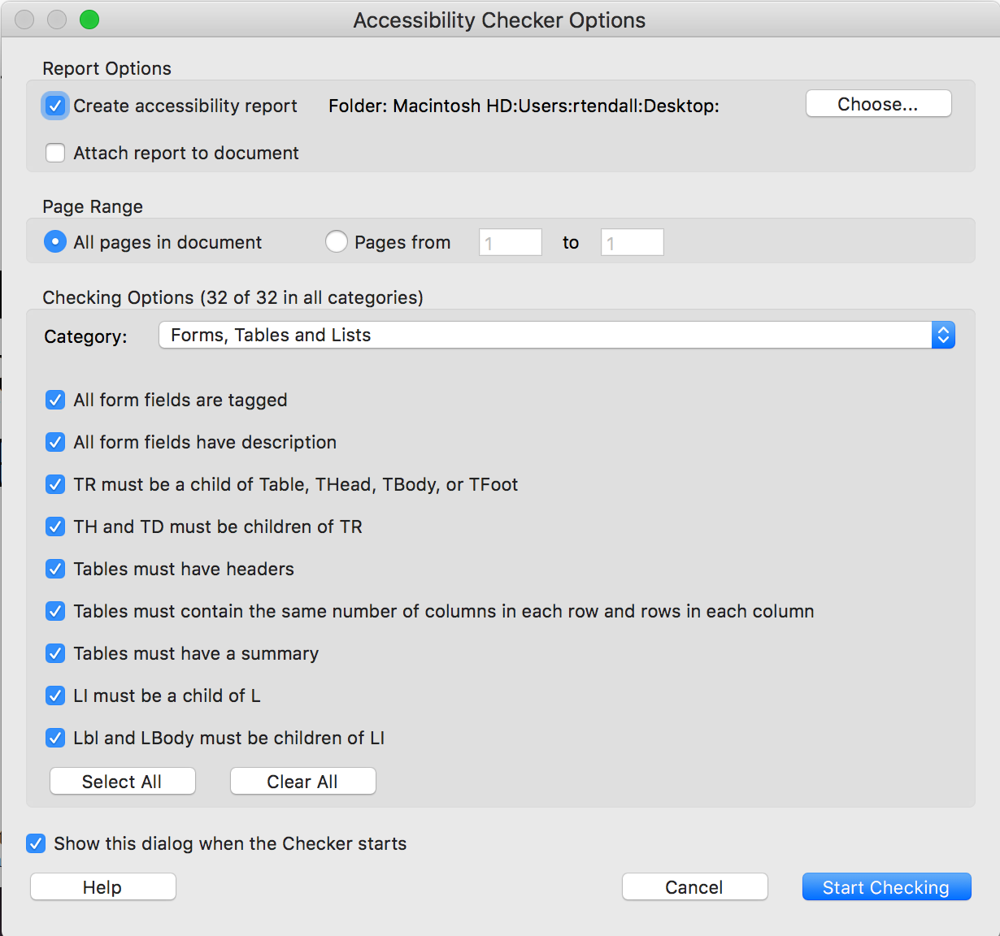 Accessibility Checker Options
Report Options
Create accessibility report Folder: Macintosh HD:Users:rtendall:Desktop: Choose...
Attach report to document
Page Range
All pages in document Pages from 1 to 1
Checking Options (32 of 32 in all categories)
Category: Forms, Tables and Lists
All form fields are tagged
All form fields have description
TR must be a child of Table, THead, TBody, or TFoot
TH and TD must be children of TR
Tables must have headers
Tables must contain the same number of columns in each row and rows in each column
Tables must have a summary
LI must be a child of L
Lbl and LBody must be children of LI
Select All Clear All
Show this dialog when the Checker starts
Help Cancel Start Checking